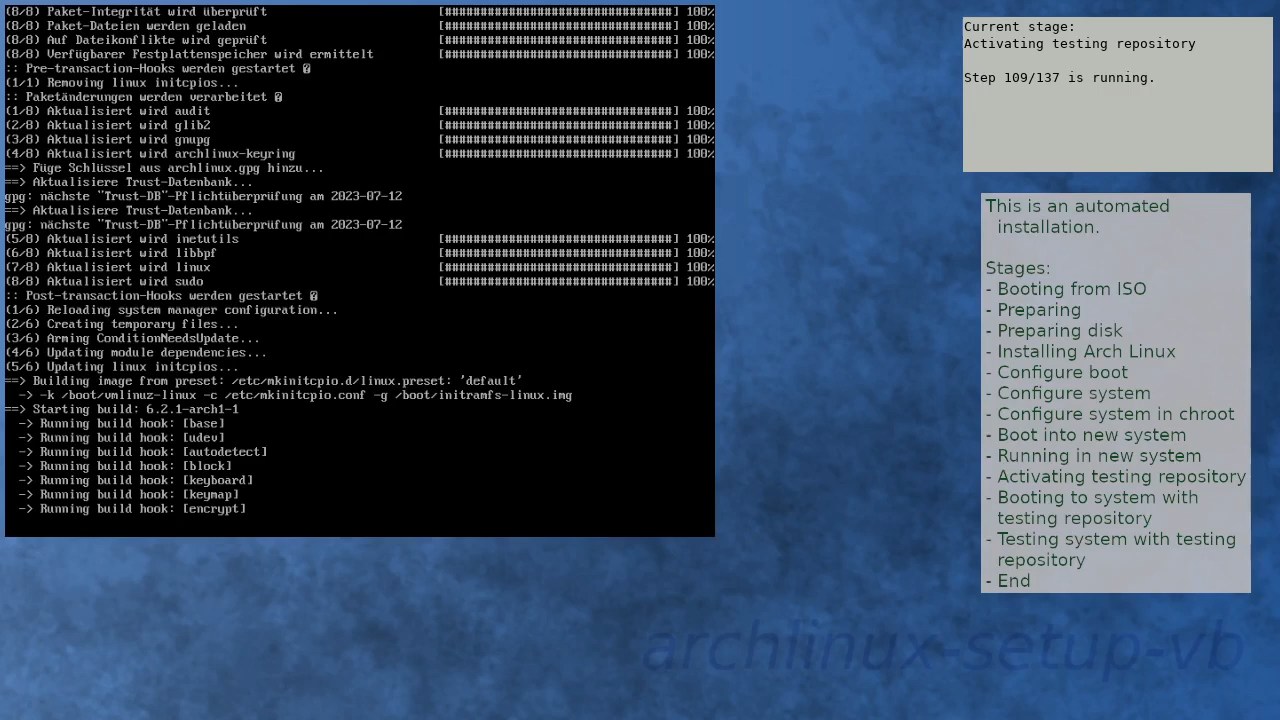 (8/8) Paket-Integrität wird überprüft [################################] 100%
(8/8) Paket-Dateien werden geladen [################################] 100%
(8/8) Auf Dateikonflikte wird geprüft [################################] 100%
(8/8) Verfügbarer Festplattenspeicher wird ermittelt [################################] 100%
:: Pre-transaction-Hooks werden gestartet �
(1/1) Removing linux initcpios...
:: Paketänderungen werden verarbeitet �
(1/8) Aktualisiert wird audit [################################] 100%
(2/8) Aktualisiert wird glib2 [################################] 100%
(3/8) Aktualisiert wird gnupg [################################] 100%
(4/8) Aktualisiert wird archlinux-keyring [################################] 100%
==> Füge Schlüssel aus archlinux.gpg hinzu...
==> Aktualisiere Trust-Datenbank...
gpg: nächste "Trust-DB"-Pflichtüberprüfung am 2023-07-12
==> Aktualisiere Trust-Datenbank...
gpg: nächste "Trust-DB"-Pflichtüberprüfung am 2023-07-12
(5/8) Aktualisiert wird inetutils [################################] 100%
(6/8) Aktualisiert wird libbpf [################################] 100%
(7/8) Aktualisiert wird linux [################################] 100%
(8/8) Aktualisiert wird sudo [################################] 100%
:: Post-transaction-Hooks werden gestartet �
(1/6) Reloading system manager configuration...
(2/6) Creating temporary files...
(3/6) Arming ConditionNeedsUpdate...
(4/6) Updating module dependencies...
(5/6) Updating linux initcpios...
==> Building image from preset: /etc/mkinitcpio.d/linux.preset: 'default'
-> -k /boot/vmlinuz-linux -c /etc/mkinitcpio.conf -g /boot/initramfs-linux.img
==> Starting build: 6.2.1-arch1-1
-> Running build hook: [base]
-> Running build hook: [udev]
-> Running build hook: [autodetect]
-> Running build hook: [block]
-> Running build hook: [keyboard]
-> Running build hook: [keymap]
-> Running build hook: [encrypt]
Current stage:
Activating testing repository
Step 109/137 is running.
This is an automated
installation.
Stages:
- Booting from ISO
- Preparing
- Preparing disk
- Installing Arch Linux
- Configure boot
- Configure system
- Configure system in chroot
- Boot into new system
- Running in new system
- Activating testing repository
- Booting to system with
testing repository
- Testing system with testing
repository
- End
archlinux-setup-vb